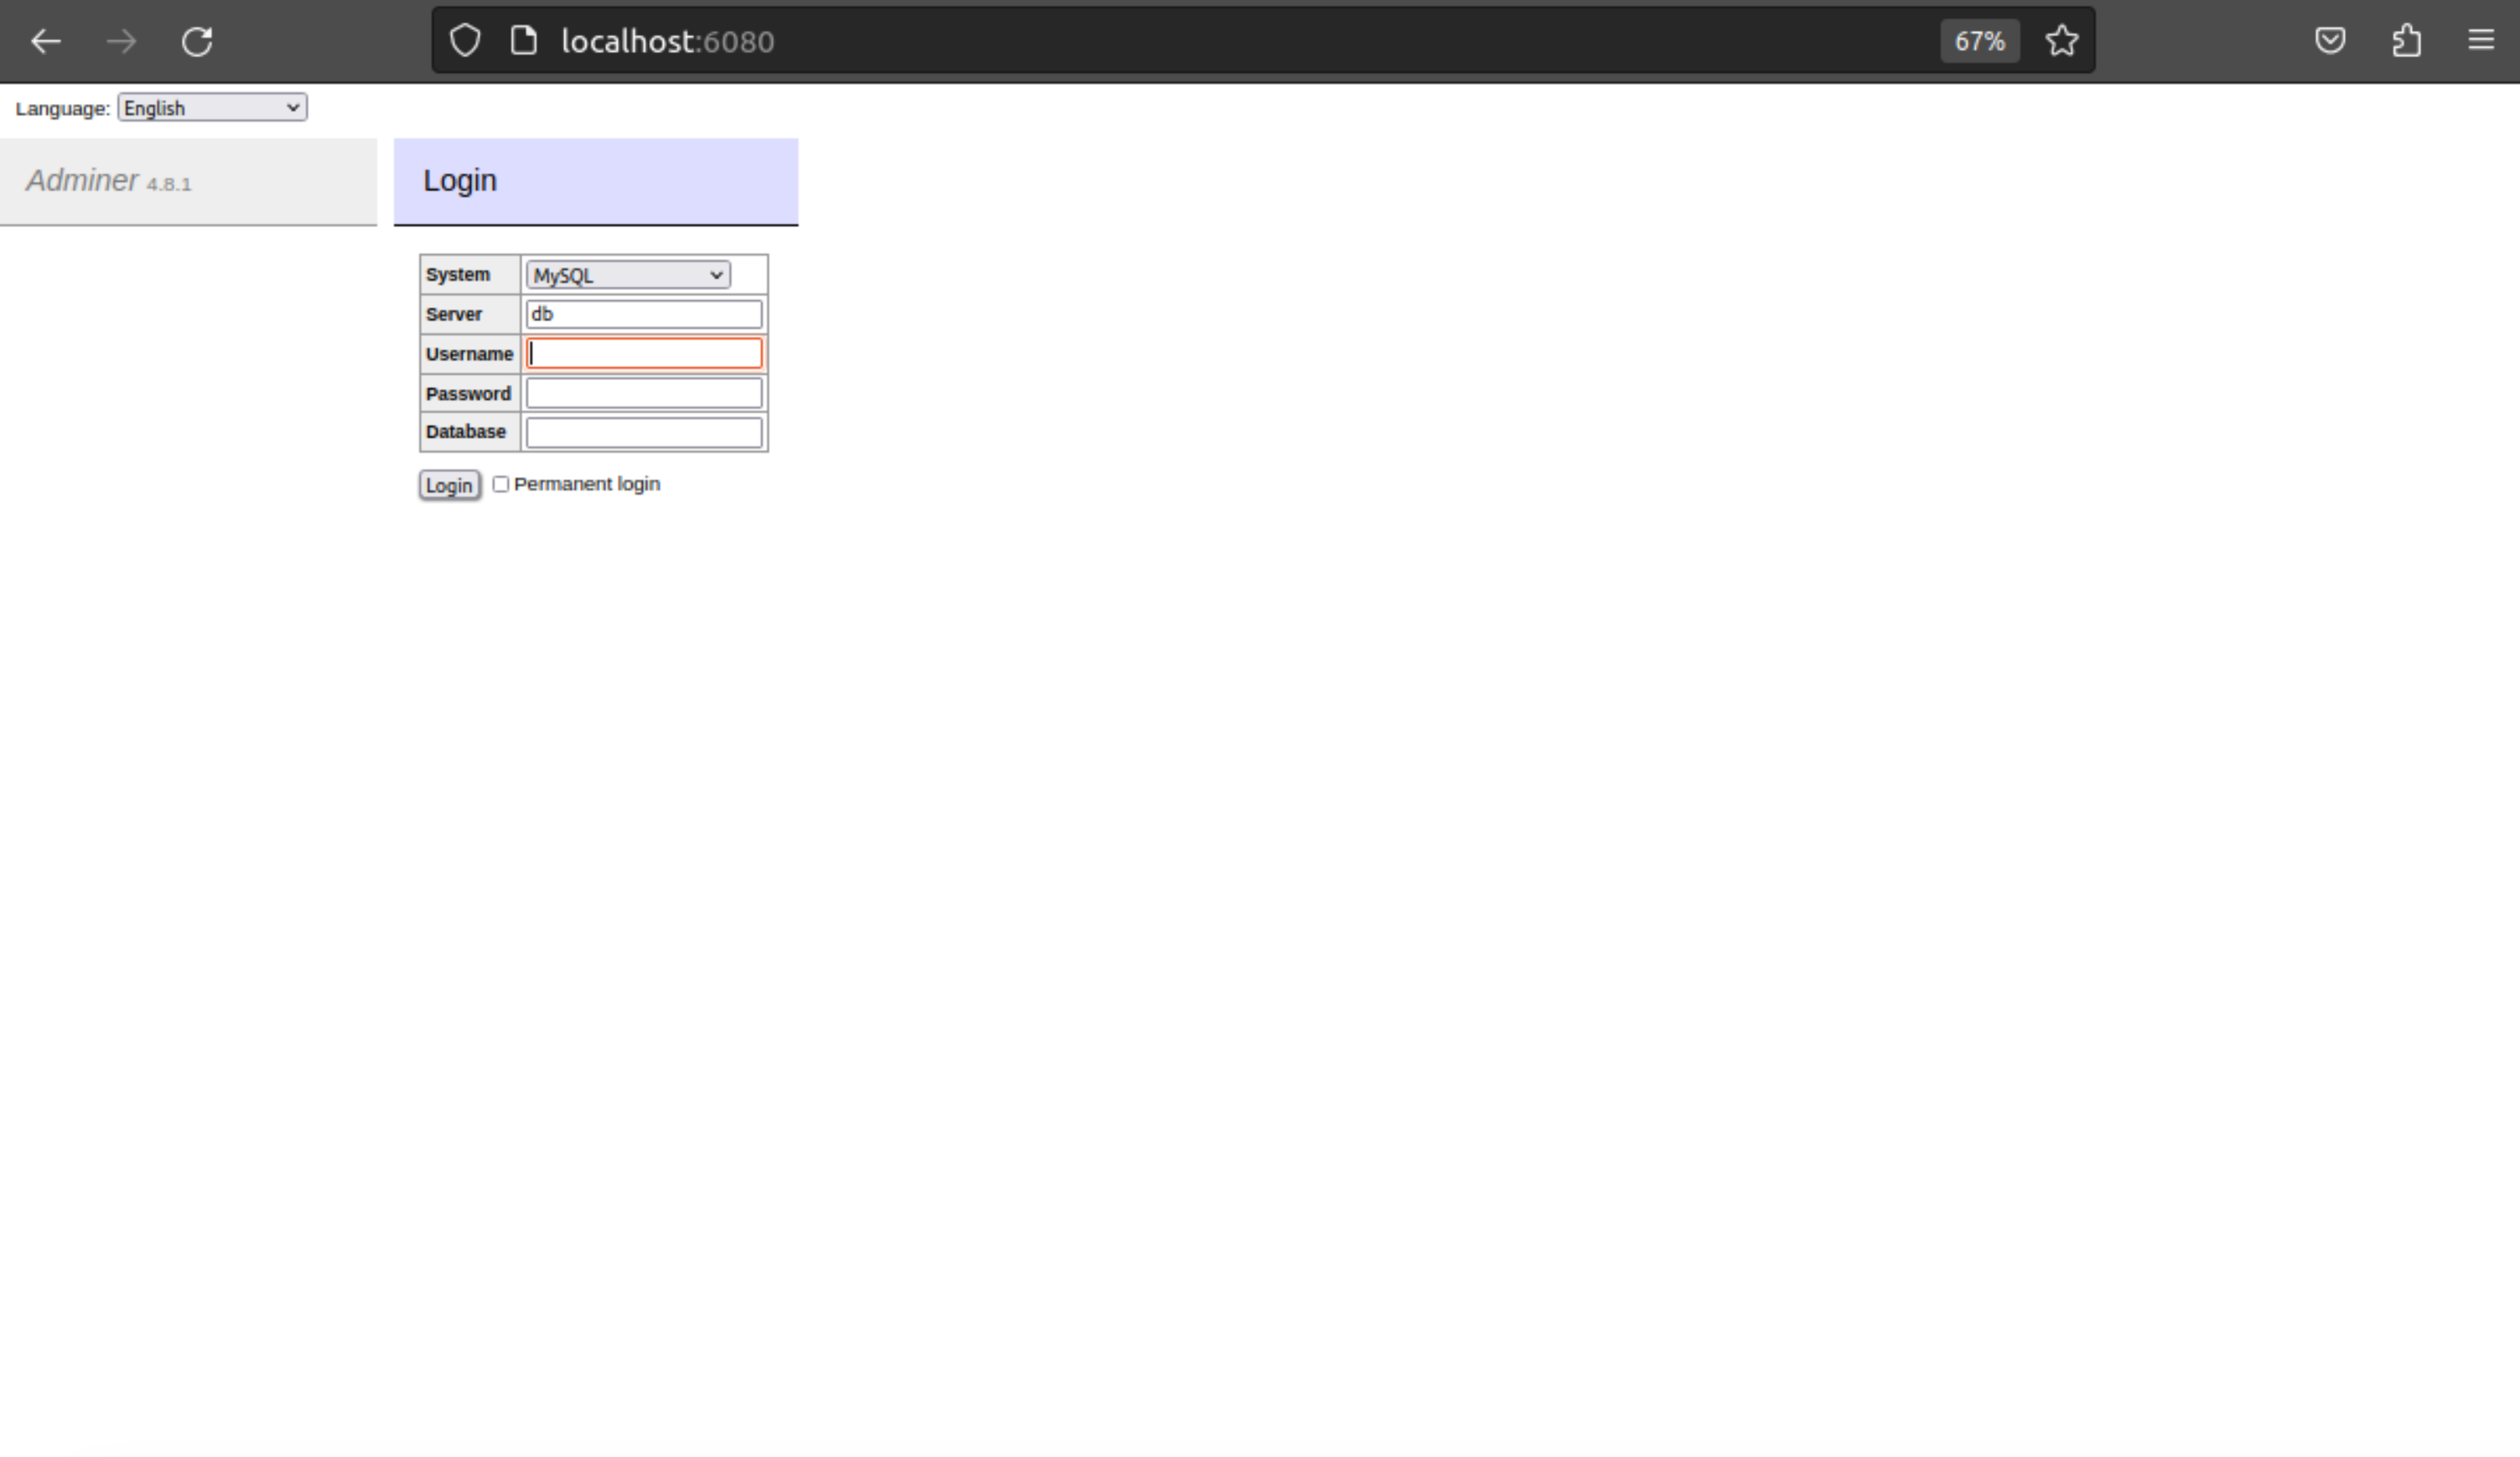 localhost:6080 67%
Language: English
Adminer 4.8.1
Login
System MySQL
Server db
Username
Password
Database
Login Permanent login